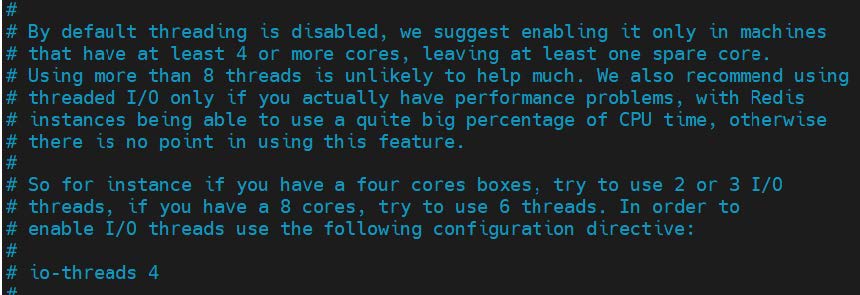 #
# By default threading is disabled, we suggest enabling it only in machines
# that have at least 4 or more cores, leaving at least one spare core.
# Using more than 8 threads is unlikely to help much. We also recommend using
# threaded I/O only if you actually have performance problems, with Redis
# instances being able to use a quite big percentage of CPU time, otherwise
# there is no point in using this feature.
#
# So for instance if you have a four cores boxes, try to use 2 or 3 I/O
# threads, if you have a 8 cores, try to use 6 threads. In order to
# enable I/O threads use the following configuration directive:
#
# io-threads 4
#